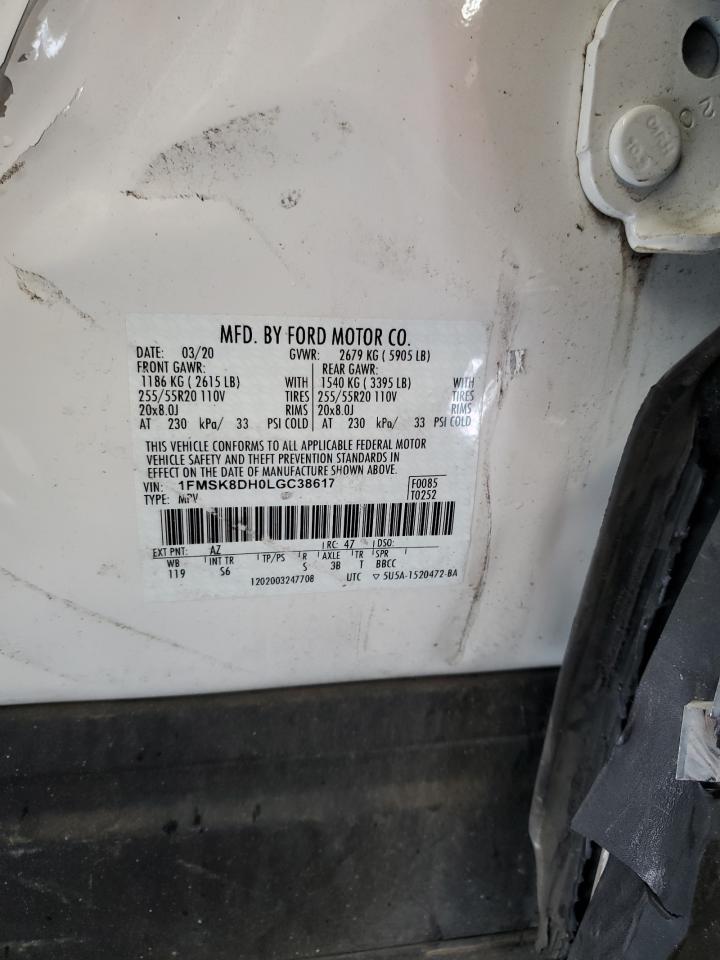 MFD. BY FORD MOTOR CO.
DATE: 03/20 GVWR: 2679 KG ( 5905 LB)
FRONT GAWR: REAR GAWR:
1186 KG ( 2615 LB) WITH 1540 KG ( 3395 LB) WITH
255/55R20 110V TIRES 255/55R20 110V TIRES
20x8.0J RIMS 20x8.0J RIMS
AT 230 kPa/ 33 PSI COLD AT 230 kPa/ 33 PSI COLD
THIS VEHICLE CONFORMS TO ALL APPLICABLE FEDERAL MOTOR
VEHICLE SAFETY AND THEFT PREVENTION STANDARDS IN
EFFECT ON THE DATE OF MANUFACTURE SHOWN ABOVE.
VIN: 1FMSK8DH0LGC38617 F0085
TYPE: MPV T0252
EXT PNT: AZ RC: 47 DSO:
WB INT TR TP/PS R AXLE TR SPR
119 S6 S 3B T BBCC
1202003247708 UTC ▽ 5U5A-1520472-BA